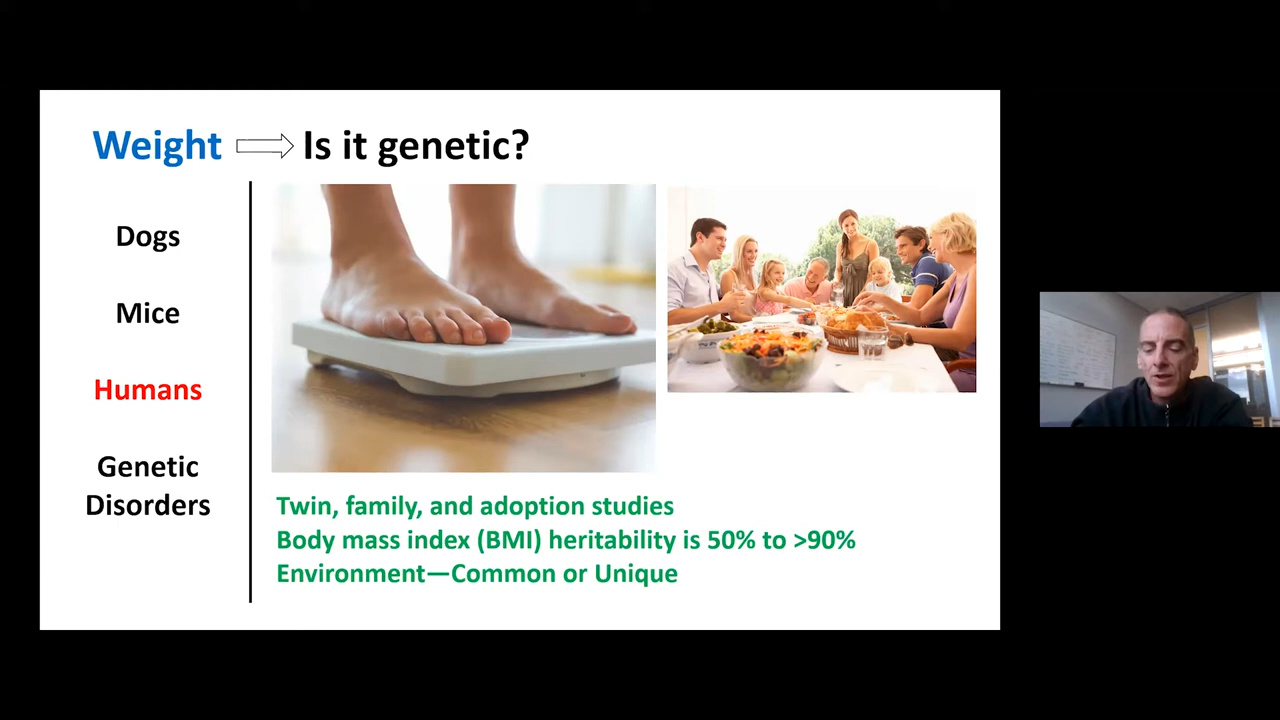 Weight Is it genetic?
Dogs
Mice
Humans
Genetic
Disorders
Twin, family, and adoption studies
Body mass index (BMI) heritability is 50% to >90%
Environment—Common or Unique